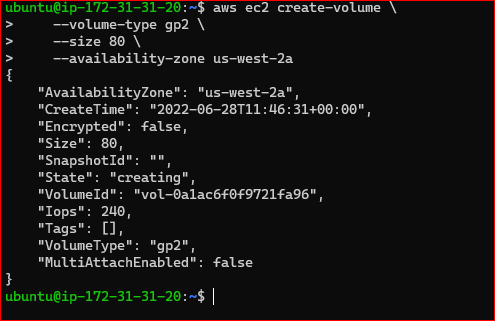 ubuntu@ip-172-31-31-20:~$ aws ec2 create-volume \
>     --volume-type gp2 \
>     --size 80 \
>     --availability-zone us-west-2a
{
    "AvailabilityZone": "us-west-2a",
    "CreateTime": "2022-06-28T11:46:31+00:00",
    "Encrypted": false,
    "Size": 80,
    "SnapshotId": "",
    "State": "creating",
    "VolumeId": "vol-0a1ac6f0f9721fa96",
    "Iops": 240,
    "Tags": [],
    "VolumeType": "gp2",
    "MultiAttachEnabled": false
}
ubuntu@ip-172-31-31-20:~$